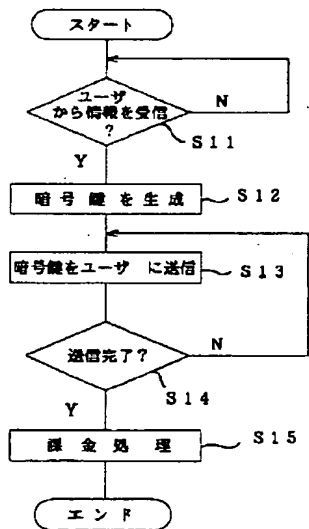 スタート
ユーザ
から情報を受信
?
N
S11
Y
暗号鍵を生成
S12
暗号鍵をユーザ に送信
S13
送信完了?
N
S14
Y
課金処理
S15
エンド